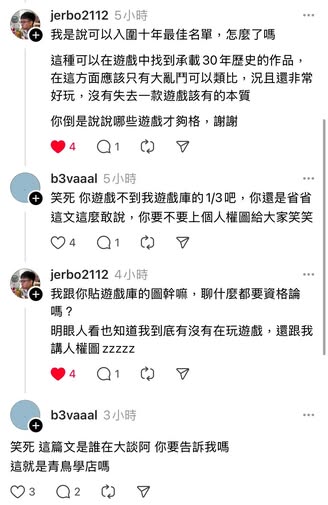 jerbo2112 5小時
我是說可以入圍十年最佳名單，怎麼了嗎
這種可以在遊戲中找到承載 30 年歷史的作品，
在這方面應該只有大亂鬥可以類比，況且還非常
好玩，沒有失去一款遊戲該有的本質
你倒是說說哪些遊戲才夠格，謝謝
4 1
b3vaaal 5小時
笑死 你遊戲不到我遊戲庫的1/3吧，你還是省省
這文這麼敢說，你要不要上個人權圖給大家笑笑
4 1
jerbo2112 4小時
我跟你貼遊戲庫的圖幹嘛，聊什麼都要資格論
嗎？
明眼人看也知道我到底有沒有在玩遊戲，還跟我
講人權圖 zzzzz
4 1
b3vaaal 3小時
笑死 這篇文是誰在大談阿 你要告訴我嗎
這就是青鳥學店嗎
3 2